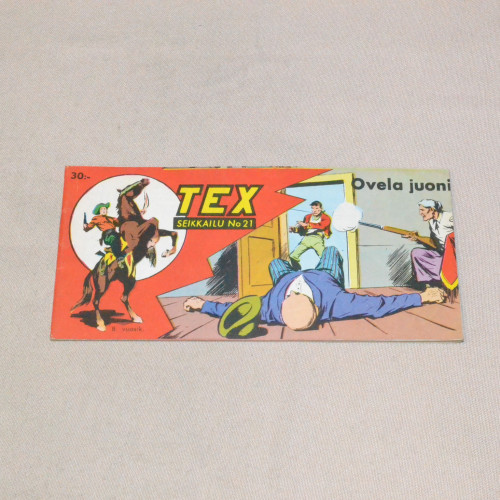 30:-
TEX
SEIKKAILU No 21
Ovela juoni